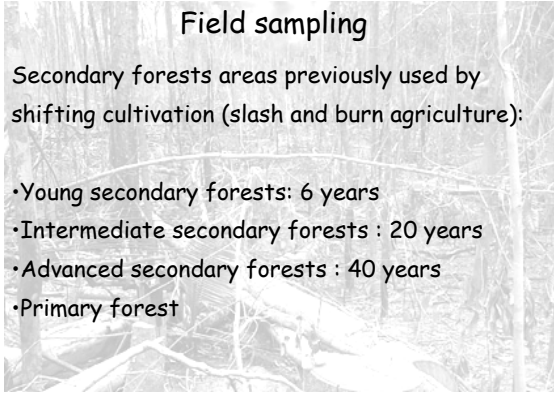 Field sampling
Secondary forests areas previously used by
shifting cultivation (slash and burn agriculture):
•Young secondary forests: 6 years
•Intermediate secondary forests : 20 years
•Advanced secondary forests : 40 years
•Primary forest